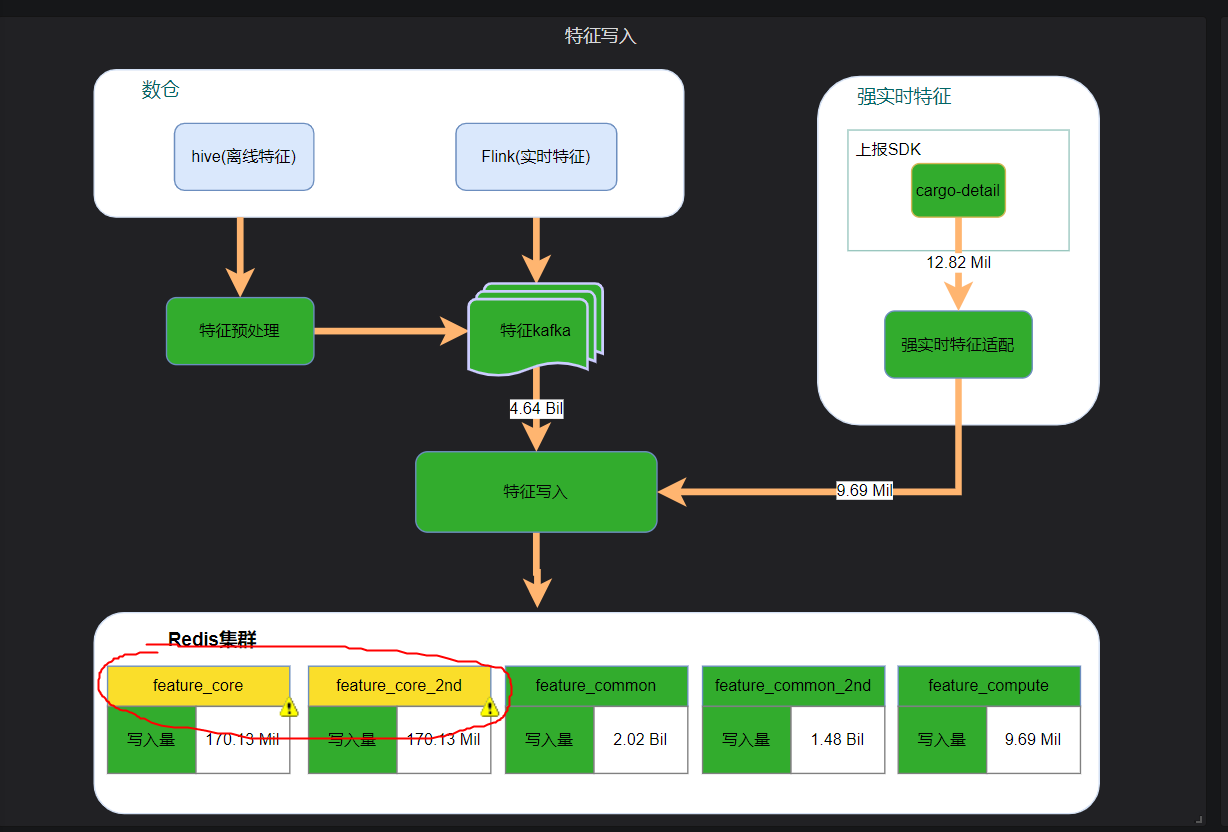 特征写入
数仓
hive(离线特征)
Flink(实时特征)
强实时特征
上报SDK
cargo-detail
12.82 Mil
特征预处理
特征kafka
强实时特征适配
4.64 Bil
特征写入
9.69 Mil
Redis集群
feature_core
feature_core_2nd
feature_common
feature_common_2nd
feature_compute
写入量
170.13 Mil
写入量
170.13 Mil
写入量
2.02 Bil
写入量
1.48 Bil
写入量
9.69 Mil